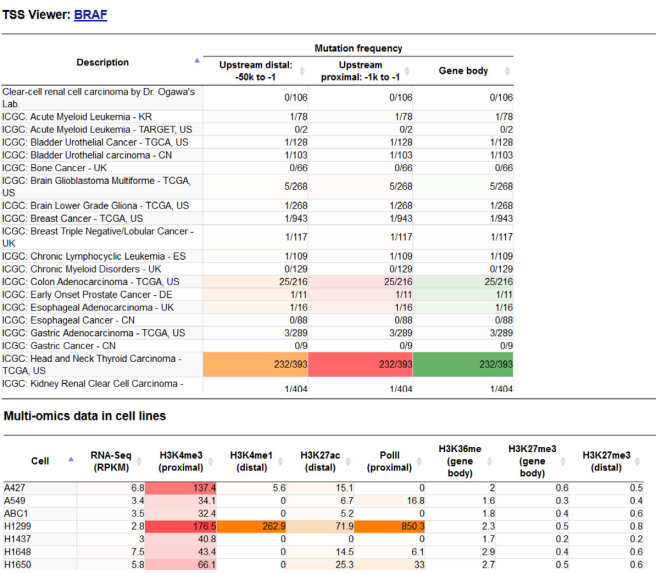 TSS Viewer: BRAF
Mutation frequency
Description
Upstream distal: -50k to -1
Upstream proximal: -1k to -1
Gene body
Clear-cell renal cell carcinoma by Dr. Ogawa's Lab. 0/106 0/106 0/106
ICGC: Acute Myeloid Leukemia - KR 1/78 1/78 1/78
ICGC: Acute Myeloid Leukemia - TARGET, US 0/2 0/2 0/2
ICGC: Bladder Urothelial Cancer - TGCA, US 1/128 1/128 1/128
ICGC: Bladder Urothelial carcinoma - CN 1/103 1/103 1/103
ICGC: Bone Cancer - UK 0/66 0/66 0/66
ICGC: Brain Glioblastoma Multiforme - TCGA, US 5/268 5/268 5/268
ICGC: Brain Lower Grade Gliona - TCGA, US 1/268 1/268 1/268
ICGC: Breast Cancer - TCGA, US 1/943 1/943 1/943
ICGC: Breast Triple Negative/Lobular Cancer - UK 1/117 1/117 1/117
ICGC: Chronic Lymphocyclic Leukemia - ES 1/109 1/109 1/109
ICGC: Chronic Myeloid Disorders - UK 0/129 0/129 0/129
ICGC: Colon Adenocarcinoma - TCGA, US 25/216 25/216 25/216
ICGC: Early Onset Prostate Cancer - DE 1/11 1/11 1/11
ICGC: Esophageal Adenocarcinoma - UK 1/16 1/16 1/16
ICGC: Esophageal Cancer - CN 0/88 0/88 0/88
ICGC: Gastric Adenocarcinoma - TCGA, US 3/289 3/289 3/289
ICGC: Gastric Cancer - CN 0/9 0/9 0/9
ICGC: Head and Neck Thyroid Carcinoma - TCGA, US 232/393 232/393 232/393
ICGC: Kidney Renal Clear Cell Carcinoma - 1/404 1/404 1/404
Multi-omics data in cell lines
Cell
RNA-Seq (RPKM)
H3K4me3 (proximal)
H3K4me1 (distal)
H3K27ac (distal)
PolII (proximal)
H3K36me (gene body)
H3K27me3 (gene body)
H3K27me3 (distal)
A427 6.8 137.4 5.6 15.1 0 2 0.6 0.5
A549 3.4 34.1 0 6.7 16.8 1.6 0.3 0.4
ABC1 3.5 32.4 0 5.2 0 1.8 0.4 0.6
H1299 2.8 176.5 262.9 71.9 850.3 2.3 0.5 0.8
H1437 3 40.8 0 0 0 1.7 0.2 0.2
H1648 7.5 43.4 0 14.5 6.1 2.9 0.4 0.6
H1650 5.8 66.1 0 25.3 33 2.7 0.5 0.6